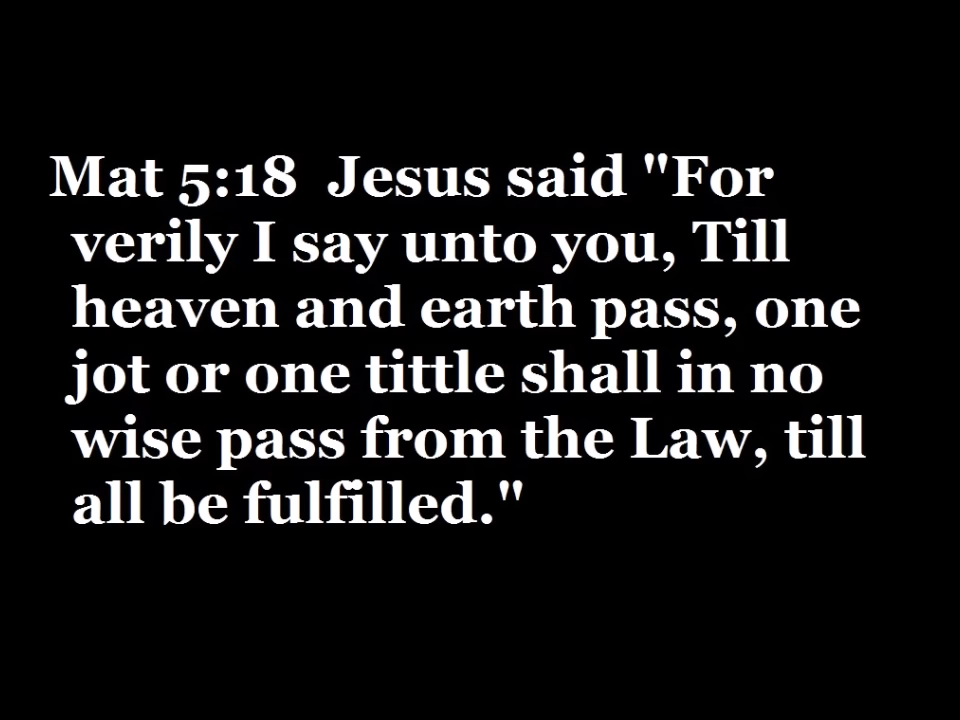 Mat 5:18  Jesus said "For
verily I say unto you, Till
heaven and earth pass, one
jot or one tittle shall in no
wise pass from the Law, till
all be fulfilled."